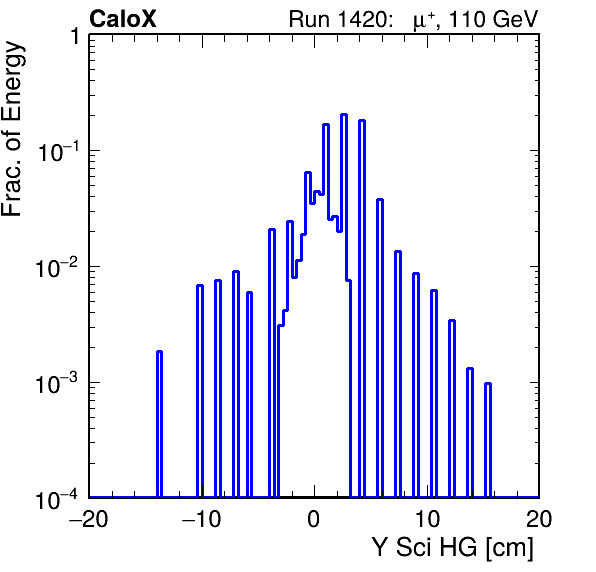 CaloX Run 1420: μ⁺, 110 GeV
Frac. of Energy
1
10⁻¹
10⁻²
10⁻³
10⁻⁴
−20 −10 0 10 20
Y Sci HG [cm]